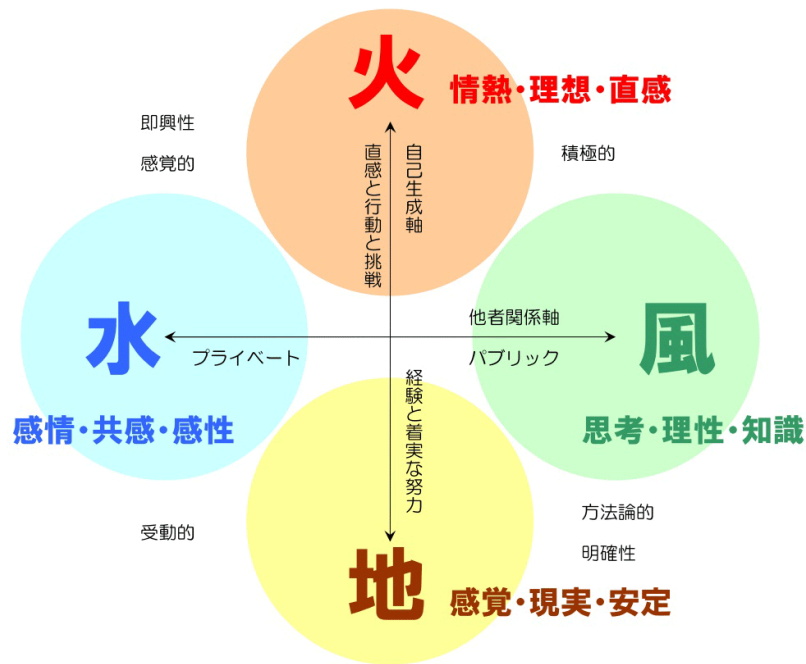 火
情熱・理想・直感
即興性
感覚的
積極的
自己生成軸
直感と行動と挑戦
水
風
他者関係軸
プライベート
パブリック
感情・共感・感性
思考・理性・知識
経験と着実な努力
受動的
方法論的
明確性
地
感覚・現実・安定